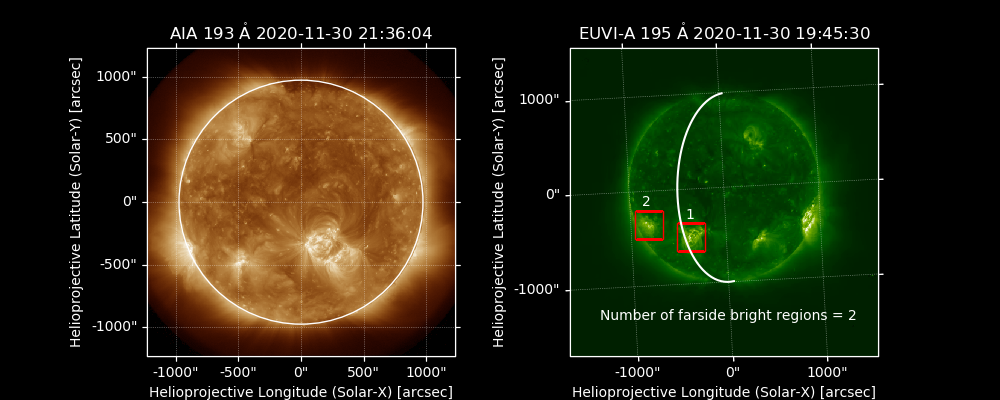 AIA 193 Å 2020-11-30 21:36:04
Helioprojective Latitude (Solar-Y) [arcsec]
1000"
500"
0"
-500"
-1000"
-1000"
-500"
0"
500"
1000"
Helioprojective Longitude (Solar-X) [arcsec]
EUVI-A 195 Å 2020-11-30 19:45:30
Helioprojective Latitude (Solar-Y) [arcsec]
1000"
0"
-1000"
2
1
Number of farside bright regions = 2
-1000"
0"
1000"
Helioprojective Longitude (Solar-X) [arcsec]